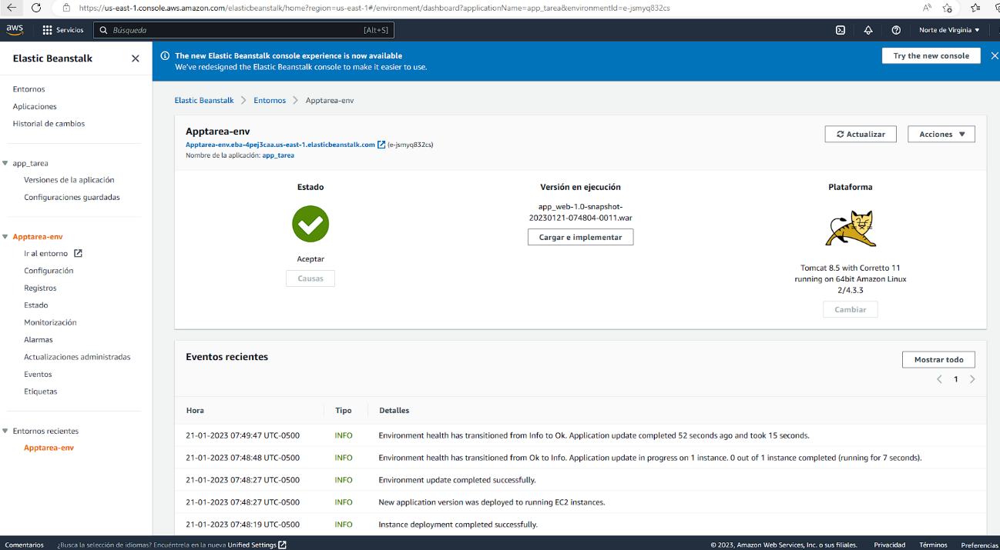 https://us-east-1.console.aws.amazon.com/elasticbeanstalk/home?region=us-east-1#/environment/dashboard?applicationName=app_tarea&environmentId=e-jsmyq832cs
aws
Servicios
Búsqueda
[Alt+S]
Norte de Virginia
Elastic Beanstalk
The new Elastic Beanstalk console experience is now available
We've redesigned the Elastic Beanstalk console to make it easier to use.
Try the new console
Entornos
Aplicaciones
Historial de cambios
app_tarea
Versiones de la aplicación
Configuraciones guardadas
Apptarea-env
Ir al entorno
Configuración
Registros
Estado
Monitorización
Alarmas
Actualizaciones administradas
Eventos
Etiquetas
Entornos recientes
Apptarea-env
Elastic Beanstalk > Entornos > Apptarea-env
Apptarea-env
Apptarea-env.eba-4pej3caa.us-east-1.elasticbeanstalk.com (e-jsmyq832cs)
Nombre de la aplicación: app_tarea
Actualizar
Acciones
Estado
Aceptar
Causas
Versión en ejecución
app_web-1.0-snapshot-
20230121-074804-0011.war
Cargar e implementar
Plataforma
Tomcat 8.5 with Corretto 11
running on 64bit Amazon Linux
2/4.3.3
Cambiar
Eventos recientes
Mostrar todo
1
Hora Tipo Detalles
21-01-2023 07:49:47 UTC-0500 INFO Environment health has transitioned from Info to Ok. Application update completed 52 seconds ago and took 15 seconds.
21-01-2023 07:48:48 UTC-0500 INFO Environment health has transitioned from Ok to Info. Application update in progress on 1 instance. 0 out of 1 instance completed (running for 7 seconds).
21-01-2023 07:48:27 UTC-0500 INFO Environment update completed successfully.
21-01-2023 07:48:27 UTC-0500 INFO New application version was deployed to running EC2 instances.
21-01-2023 07:48:19 UTC-0500 INFO Instance deployment completed successfully.
Comentarios
¿Busca la selección de idiomas? Encuéntrela en la nueva Unified Settings
© 2023, Amazon Web Services, Inc. o sus filiales.
Privacidad
Términos
Preferencias